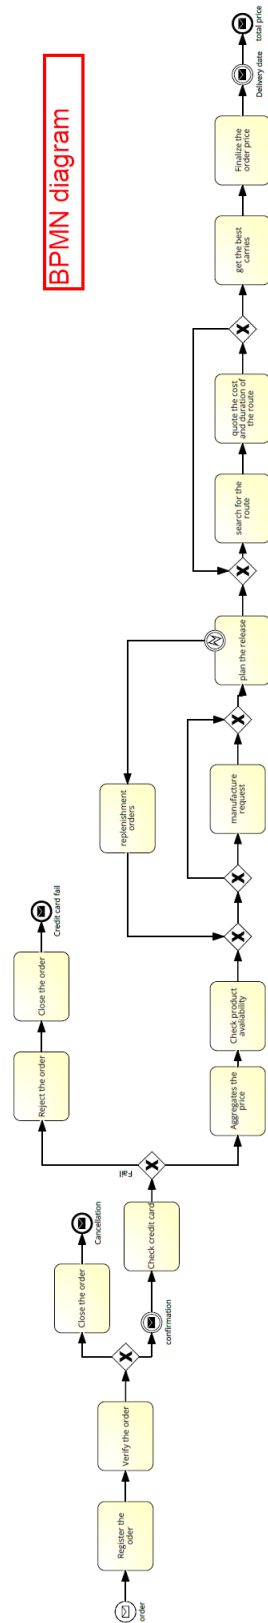 BPMN diagram
order
Register the
oder
Verify the order
Close the order
Cancellation
confirmation
Check credit card
Fail
Reject the order
Close the order
Credit card fail
Aggregates the
price
Check product
avaliability
replenishment
orders
manufacture
request
plan the release
search for the
route
quote the cost
and duration of
the route
get the best
carries
Finalize the
order price
Delivery date
total price